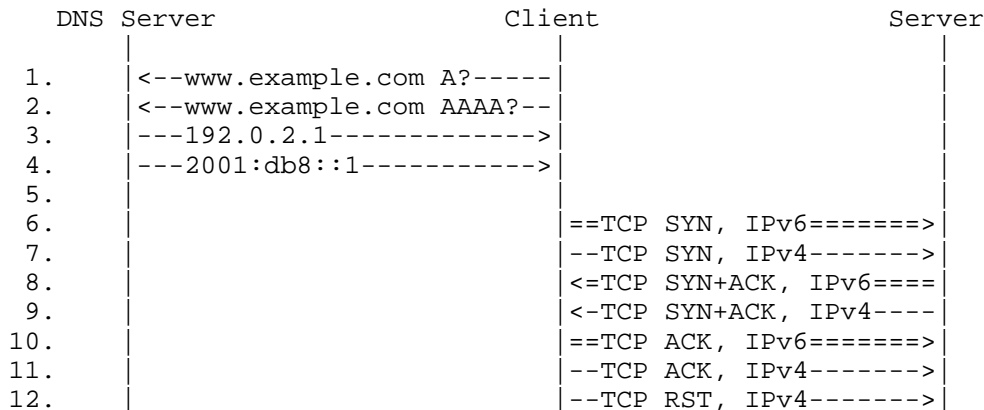 DNS Server                  Client                  Server
     |                          |                       |
1.   |<--www.example.com A?-----|                       |
2.   |<--www.example.com AAAA?--|                       |
3.   |---192.0.2.1------------->|                       |
4.   |---2001:db8::1----------->|                       |
5.   |                          |                       |
6.   |                          |==TCP SYN, IPv6=======>|
7.   |                          |--TCP SYN, IPv4------->|
8.   |                          |<=TCP SYN+ACK, IPv6====|
9.   |                          |<-TCP SYN+ACK, IPv4----|
10.  |                          |==TCP ACK, IPv6=======>|
11.  |                          |--TCP ACK, IPv4------->|
12.  |                          |--TCP RST, IPv4------->|